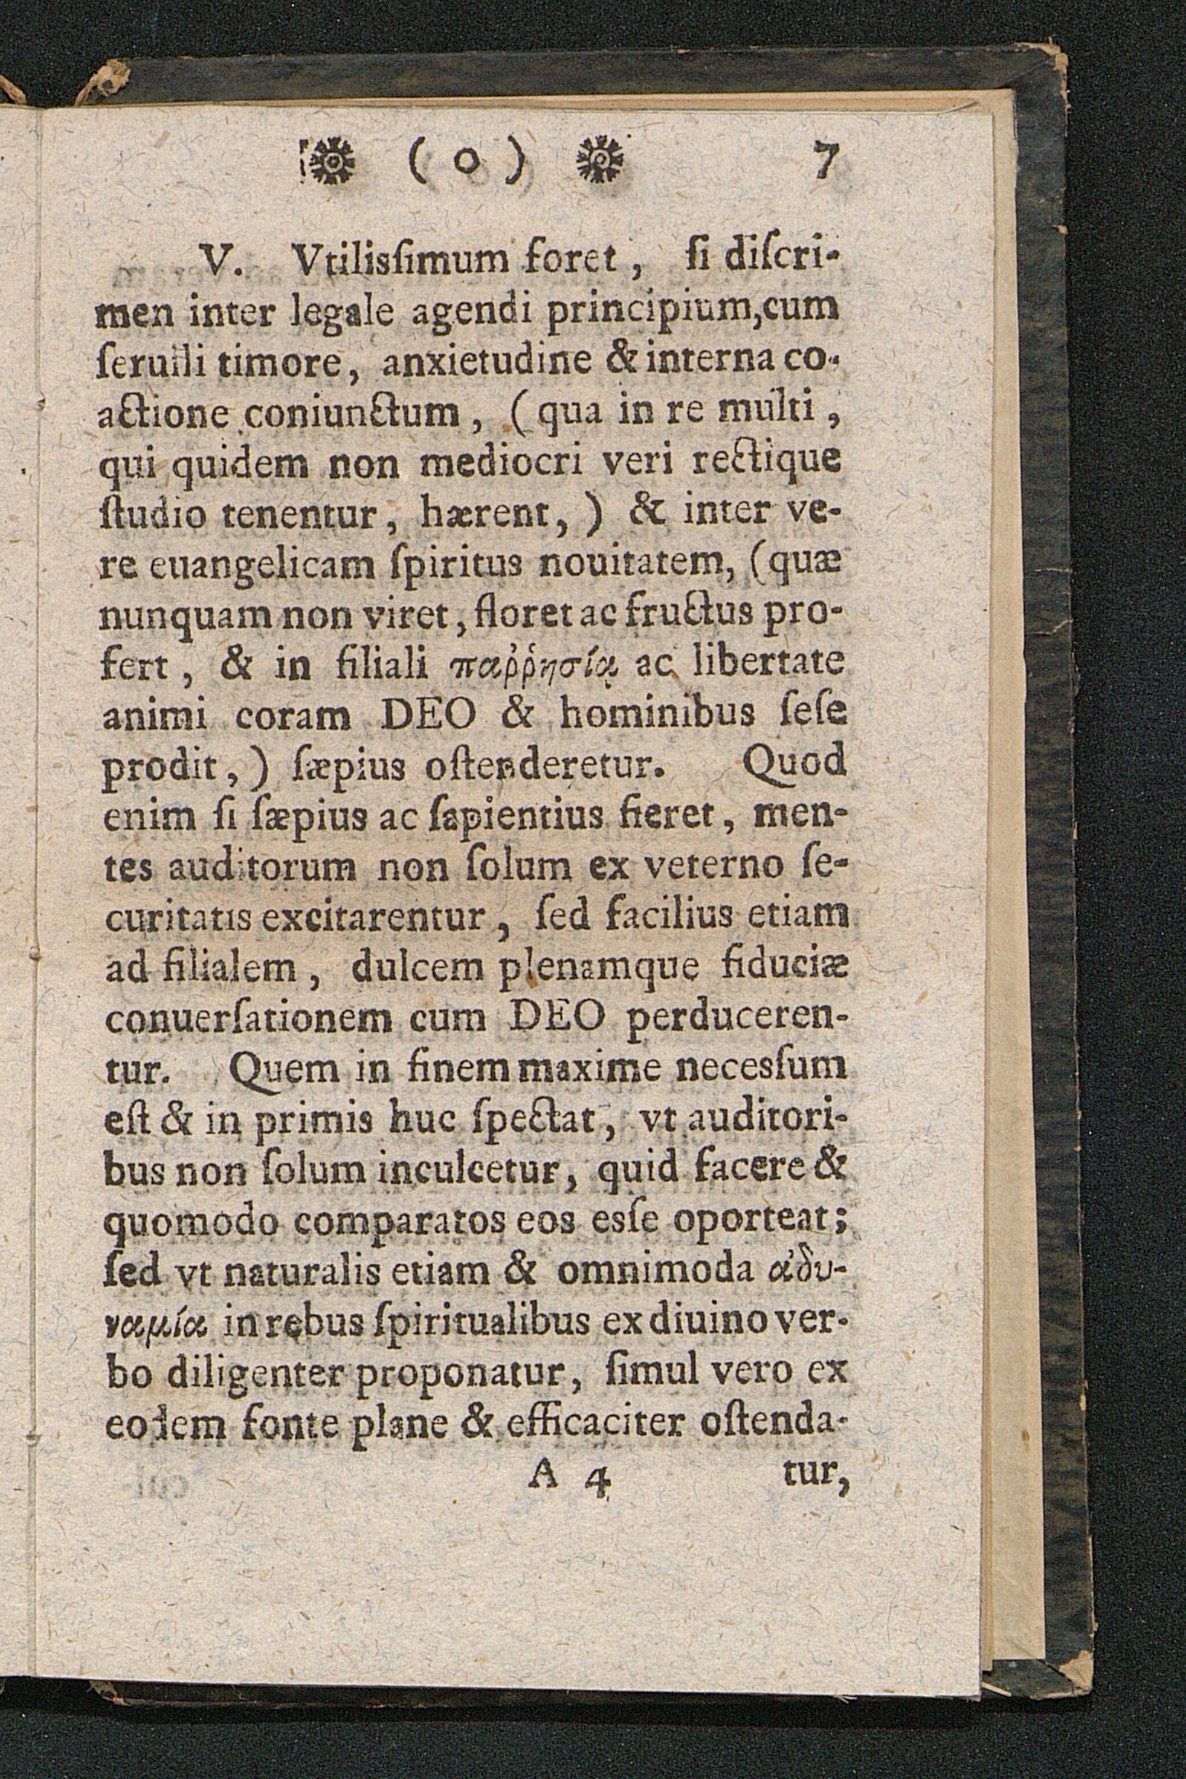 ( o ) 7
V. Vtilisſimum foret, ſi diſcri-
men inter legale agendi principium,cum
ſeruili timore, anxietudine & interna co-
actione coniunctum, (qua in re multi,
qui quidem non mediocri veri rectique
ſtudio tenentur, hærent,) & inter ve-
re euangelicam ſpiritus nouitatem, (quæ
nunquam non viret, floret ac fructus pro-
fert, & in filiali παῤῥησίᾳ ac libertate
animi coram DEO & hominibus ſeſe
prodit,) ſæpius oſtenderetur. Quod
enim ſi ſæpius ac ſapientius fieret, men-
tes auditorum non ſolum ex veterno ſe-
curitatis excitarentur, ſed facilius etiam
ad filialem, dulcem plenamque fiduciæ
conuerſationem cum DEO perduceren-
tur. Quem in finem maxime necesſum
eſt & in primis huc ſpectat, vt auditori-
bus non ſolum inculcetur, quid facere &
quomodo comparatos eos esſe oporteat;
ſed vt naturalis etiam & omnimoda ἀδυ-
ναμία in rebus ſpiritualibus ex diuino ver-
bo diligenter proponatur, ſimul vero ex
eodem fonte plane & efficaciter oſtenda-
A 4 tur,